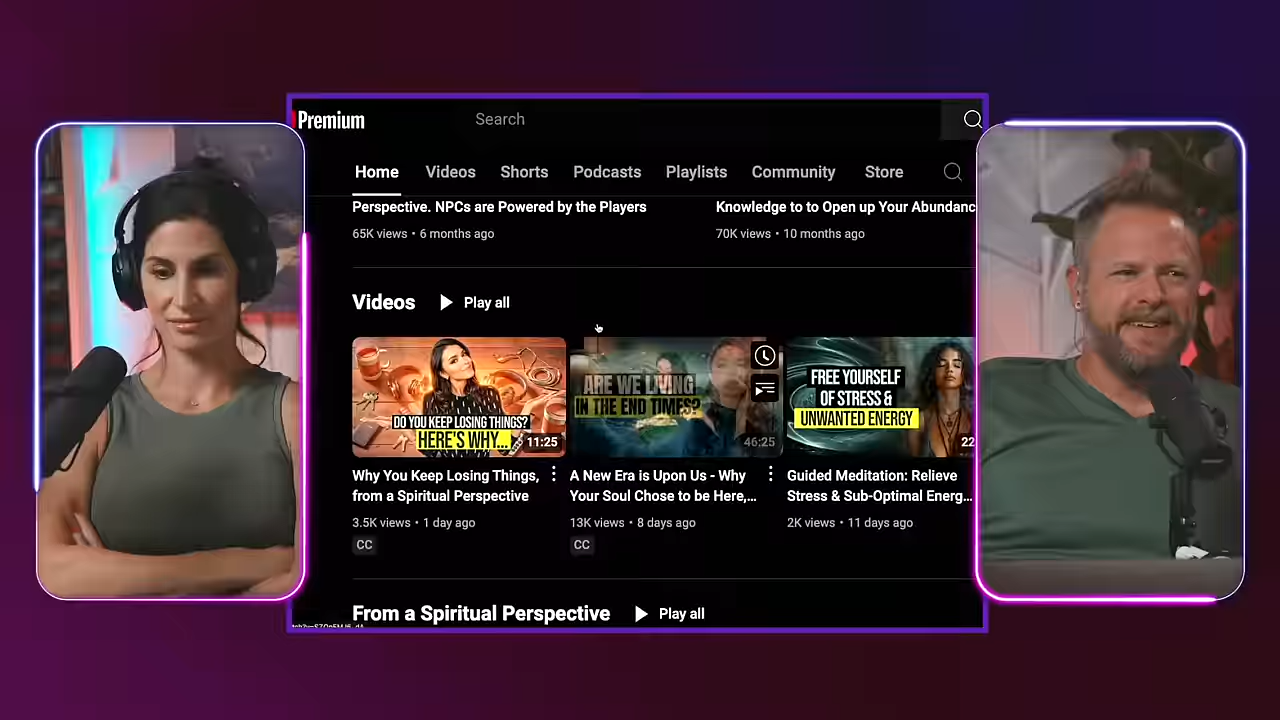 Premium
Search
Home Videos Shorts Podcasts Playlists Community Store
Perspective. NPCs are Powered by the Players
65K views • 6 months ago
Knowledge to to Open up Your Abundanc
70K views • 10 months ago
Videos Play all
DO YOU KEEP LOSING THINGS?
HERE'S WHY...
11:25
Why You Keep Losing Things,
from a Spiritual Perspective
3.5K views • 1 day ago
CC
ARE WE LIVING
IN THE END TIMES?
46:25
A New Era is Upon Us - Why
Your Soul Chose to be Here,...
13K views • 8 days ago
CC
FREE YOURSELF
OF STRESS &
UNWANTED ENERGY
22
Guided Meditation: Relieve
Stress & Sub-Optimal Energ...
2K views • 11 days ago
From a Spiritual Perspective Play all